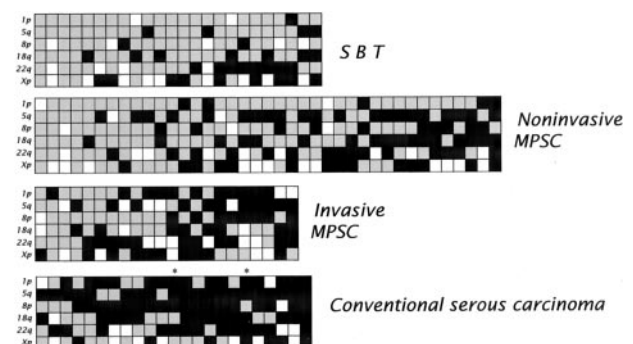 1p
5q
8p
18q
22q
Xp
S B T
1p
5q
8p
18q
22q
Xp
Noninvasive
MPSC
1p
5q
8p
18q
22q
Xp
Invasive
MPSC
* *
1p
5q
8p
18q
22q
Xp
Conventional serous carcinoma